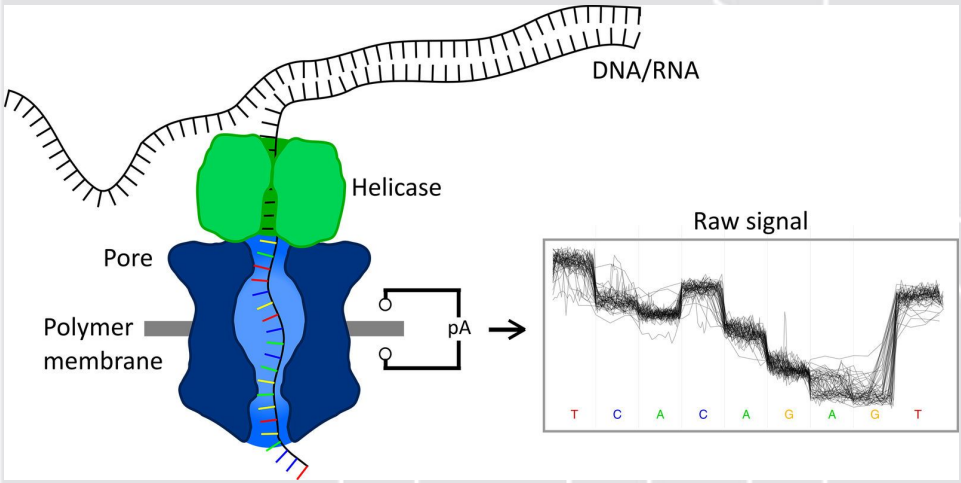 DNA/RNA
Helicase
Raw signal
Pore
Polymer
membrane
pA
T C A C A G A G T